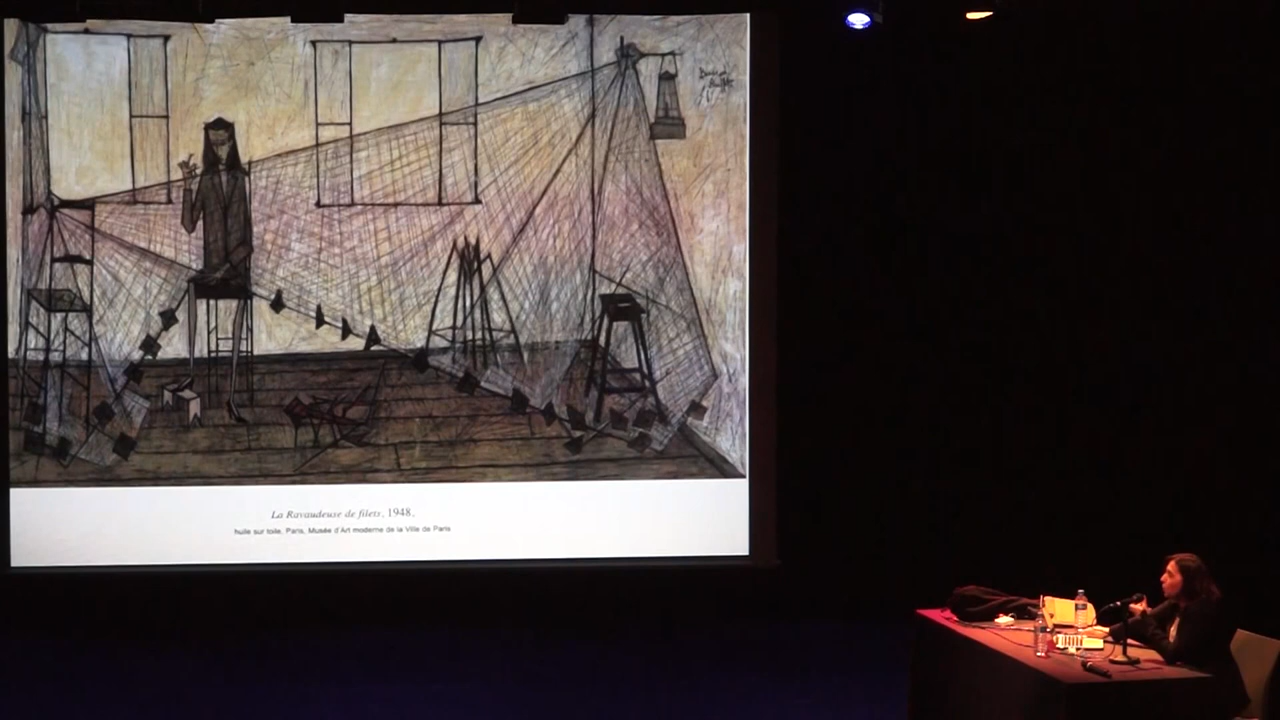 La Ravaudeuse de filets, 1948,
huile sur toile, Paris, Musée d'Art moderne de la Ville de Paris